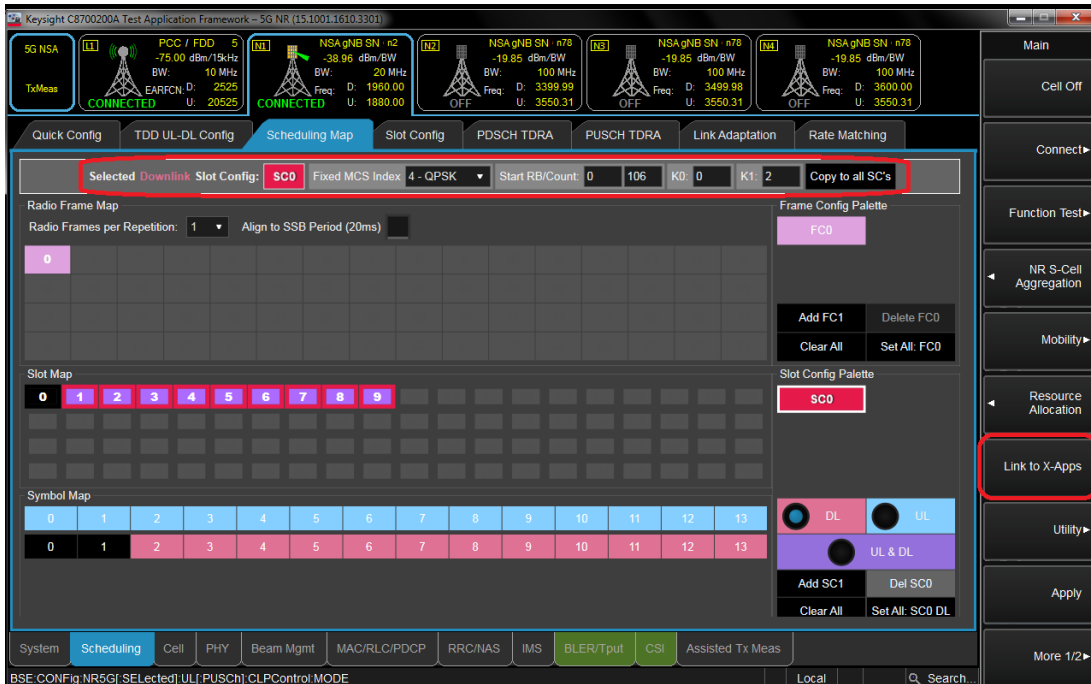 Keysight C8700200A Test Application Framework – 5G NR (15.1001.1610.3301)
5G NSA
TxMeas
L1
PCC / FDD 5
-75.00 dBm/15kHz
BW: 10 MHz
EARFCN: D: 2525
U: 20525
CONNECTED
N1
NSA gNB SN · n2
-38.96 dBm/BW
BW: 20 MHz
Freq: D: 1960.00
U: 1880.00
CONNECTED
N2
NSA gNB SN · n78
-19.85 dBm/BW
BW: 100 MHz
Freq: D: 3399.99
U: 3550.31
OFF
N3
NSA gNB SN · n78
-19.85 dBm/BW
BW: 100 MHz
Freq: D: 3499.98
U: 3550.31
OFF
N4
NSA gNB SN · n78
-19.85 dBm/BW
BW: 100 MHz
Freq: D: 3600.00
U: 3550.31
OFF
Quick Config TDD UL-DL Config Scheduling Map Slot Config PDSCH TDRA PUSCH TDRA Link Adaptation Rate Matching
Selected Downlink Slot Config: SC0 Fixed MCS Index 4 - QPSK Start RB/Count: 0 106 K0: 0 K1: 2 Copy to all SC's
Radio Frame Map
Radio Frames per Repetition: 1 Align to SSB Period (20ms)
0
Frame Config Palette
FC0
Add FC1 Delete FC0
Clear All Set All: FC0
Slot Map
0 1 2 3 4 5 6 7 8 9
Slot Config Palette
SC0
Symbol Map
0 1 2 3 4 5 6 7 8 9 10 11 12 13
0 1 2 3 4 5 6 7 8 9 10 11 12 13
DL UL
UL & DL
Add SC1 Del SC0
Clear All Set All: SC0 DL
System Scheduling Cell PHY Beam Mgmt MAC/RLC/PDCP RRC/NAS IMS BLER/Tput CSI Assisted Tx Meas
BSE:CONFig:NR5G[:SELected]:UL[:PUSCh]:CLPControl:MODE
Local Search...
Main
Cell Off
Connect
Function Test
NR S-Cell
Aggregation
Mobility
Resource
Allocation
Link to X-Apps
Utility
Apply
More 1/2